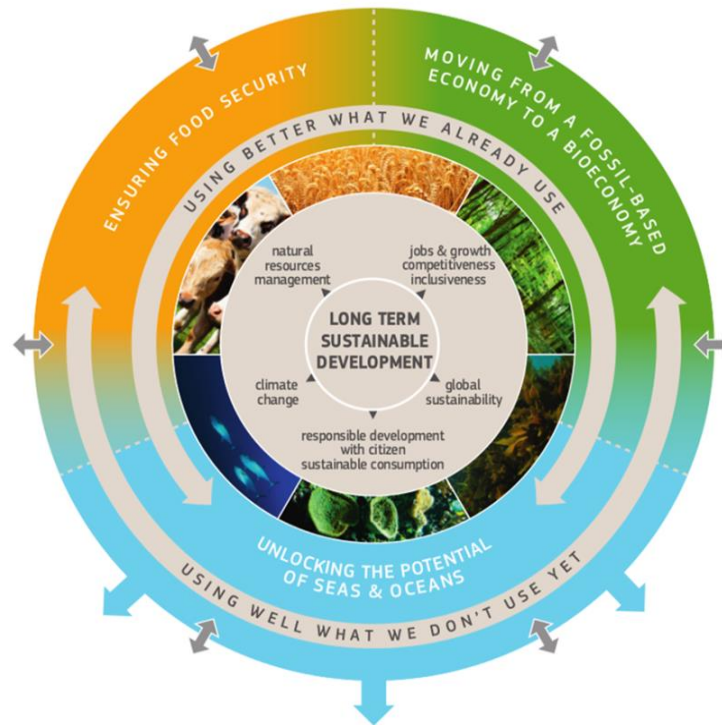 ENSURING FOOD SECURITY
MOVING FROM A FOSSIL-BASED
ECONOMY TO A BIOECONOMY
USING BETTER WHAT WE ALREADY USE
natural
resources
management
jobs & growth
competitiveness
inclusiveness
LONG TERM
SUSTAINABLE
DEVELOPMENT
climate
change
global
sustainability
responsible development
with citizen
sustainable consumption
UNLOCKING THE POTENTIAL
OF SEAS & OCEANS
USING WELL WHAT WE DON'T USE YET